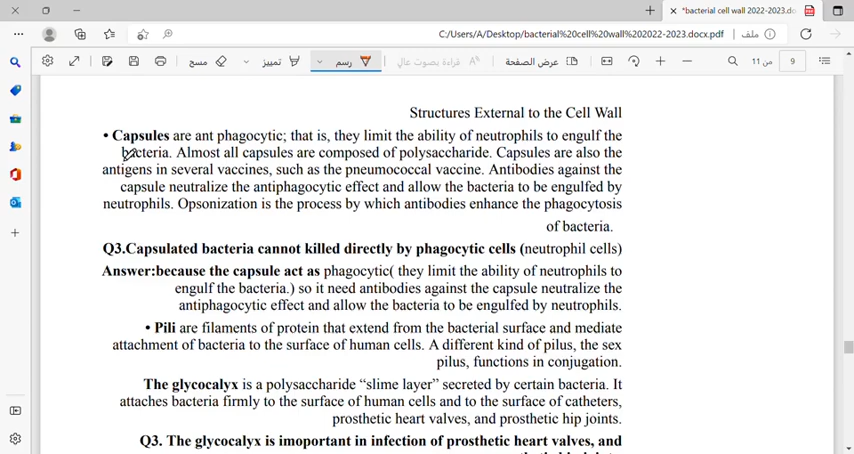 *bacterial cell wall 2022-2023.do
C:/Users/A/Desktop/bacterial%20cell%20wall%202022-2023.docx.pdf
ملف
مسح
تمييز
رسم
قراءة بصوت عالٍ
عرض الصفحة
من 11
9
Structures External to the Cell Wall
• Capsules are ant phagocytic; that is, they limit the ability of neutrophils to engulf the
bacteria. Almost all capsules are composed of polysaccharide. Capsules are also the
antigens in several vaccines, such as the pneumococcal vaccine. Antibodies against the
capsule neutralize the antiphagocytic effect and allow the bacteria to be engulfed by
neutrophils. Opsonization is the process by which antibodies enhance the phagocytosis
of bacteria.
Q3.Capsulated bacteria cannot killed directly by phagocytic cells (neutrophil cells)
Answer:because the capsule act as phagocytic( they limit the ability of neutrophils to
engulf the bacteria.) so it need antibodies against the capsule neutralize the
antiphagocytic effect and allow the bacteria to be engulfed by neutrophils.
• Pili are filaments of protein that extend from the bacterial surface and mediate
attachment of bacteria to the surface of human cells. A different kind of pilus, the sex
pilus, functions in conjugation.
The glycocalyx is a polysaccharide “slime layer” secreted by certain bacteria. It
attaches bacteria firmly to the surface of human cells and to the surface of catheters,
prosthetic heart valves, and prosthetic hip joints.
Q3. The glycocalyx is imoportant in infection of prosthetic heart valves, and